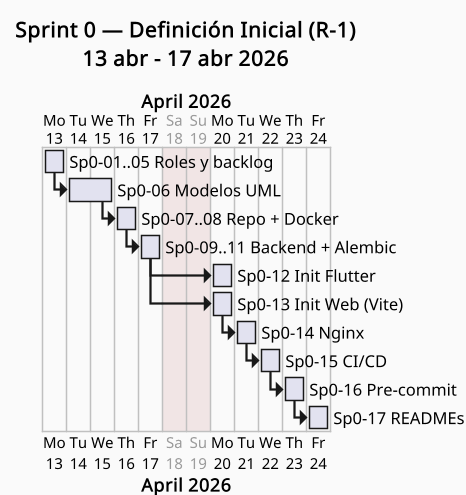 Sprint 0 — Definición Inicial (R-1)
13 abr - 17 abr 2026
April 2026
Mo Tu We Th Fr Sa Su Mo Tu We Th Fr
13 14 15 16 17 18 19 20 21 22 23 24
Sp0-01..05 Roles y backlog
Sp0-06 Modelos UML
Sp0-07..08 Repo + Docker
Sp0-09..11 Backend + Alembic
Sp0-12 Init Flutter
Sp0-13 Init Web (Vite)
Sp0-14 Nginx
Sp0-15 CI/CD
Sp0-16 Pre-commit
Sp0-17 READMEs
Mo Tu We Th Fr Sa Su Mo Tu We Th Fr
13 14 15 16 17 18 19 20 21 22 23 24
April 2026